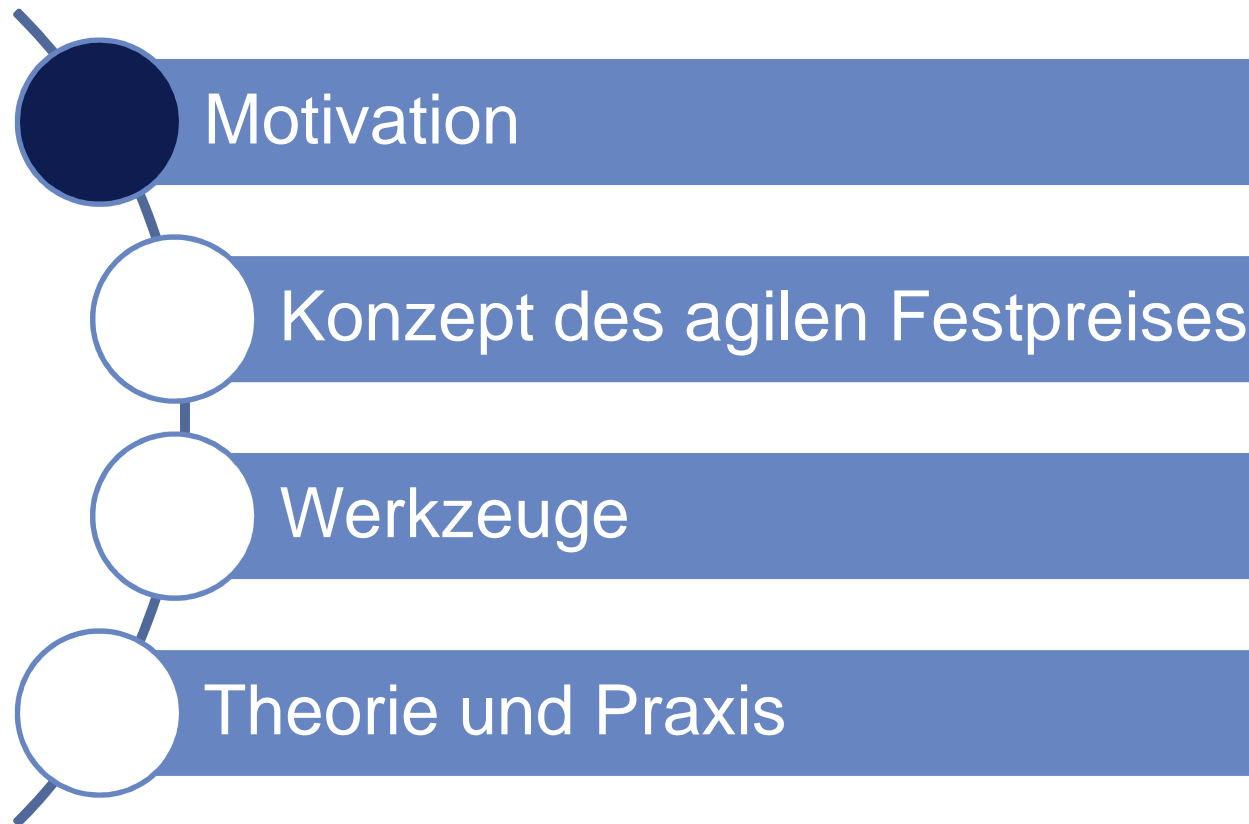 Motivation
Konzept des agilen Festpreises
Werkzeuge
Theorie und Praxis